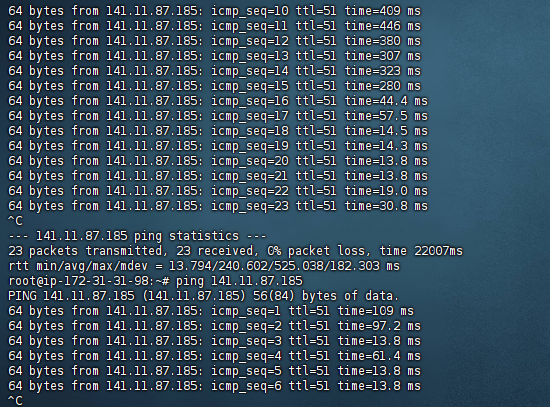 64 bytes from 141.11.87.185: icmp_seq=10 ttl=51 time=409 ms
64 bytes from 141.11.87.185: icmp_seq=11 ttl=51 time=446 ms
64 bytes from 141.11.87.185: icmp_seq=12 ttl=51 time=380 ms
64 bytes from 141.11.87.185: icmp_seq=13 ttl=51 time=307 ms
64 bytes from 141.11.87.185: icmp_seq=14 ttl=51 time=323 ms
64 bytes from 141.11.87.185: icmp_seq=15 ttl=51 time=280 ms
64 bytes from 141.11.87.185: icmp_seq=16 ttl=51 time=44.4 ms
64 bytes from 141.11.87.185: icmp_seq=17 ttl=51 time=57.5 ms
64 bytes from 141.11.87.185: icmp_seq=18 ttl=51 time=14.5 ms
64 bytes from 141.11.87.185: icmp_seq=19 ttl=51 time=14.3 ms
64 bytes from 141.11.87.185: icmp_seq=20 ttl=51 time=13.8 ms
64 bytes from 141.11.87.185: icmp_seq=21 ttl=51 time=13.8 ms
64 bytes from 141.11.87.185: icmp_seq=22 ttl=51 time=19.0 ms
64 bytes from 141.11.87.185: icmp_seq=23 ttl=51 time=30.8 ms
^C
--- 141.11.87.185 ping statistics ---
23 packets transmitted, 23 received, 0% packet loss, time 22007ms
rtt min/avg/max/mdev = 13.794/240.602/525.038/182.303 ms
root@ip-172-31-31-98:~# ping 141.11.87.185
PING 141.11.87.185 (141.11.87.185) 56(84) bytes of data.
64 bytes from 141.11.87.185: icmp_seq=1 ttl=51 time=109 ms
64 bytes from 141.11.87.185: icmp_seq=2 ttl=51 time=97.2 ms
64 bytes from 141.11.87.185: icmp_seq=3 ttl=51 time=13.8 ms
64 bytes from 141.11.87.185: icmp_seq=4 ttl=51 time=61.4 ms
64 bytes from 141.11.87.185: icmp_seq=5 ttl=51 time=13.8 ms
64 bytes from 141.11.87.185: icmp_seq=6 ttl=51 time=13.8 ms
^C